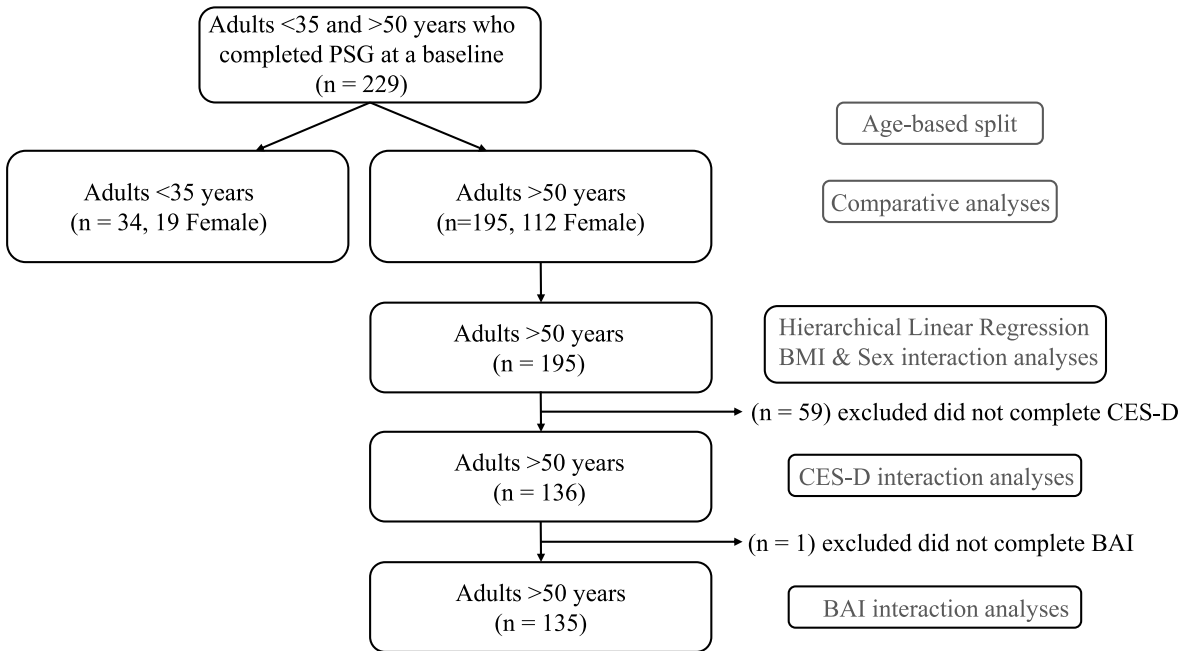 Adults <35 and >50 years who
completed PSG at a baseline
(n = 229)
Age-based split
Adults <35 years
(n = 34, 19 Female)
Adults >50 years
(n=195, 112 Female)
Comparative analyses
Adults >50 years
(n = 195)
Hierarchical Linear Regression
BMI & Sex interaction analyses
(n = 59) excluded did not complete CES-D
Adults >50 years
(n = 136)
CES-D interaction analyses
(n = 1) excluded did not complete BAI
Adults >50 years
(n = 135)
BAI interaction analyses